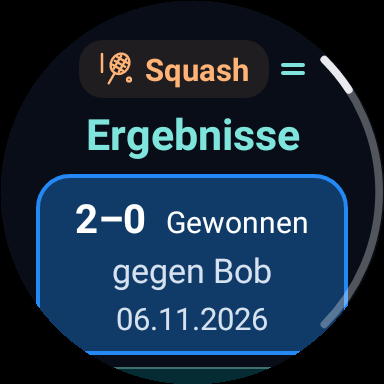 Squash
Ergebnisse
2–0 Gewonnen
gegen Bob
06.11.2026